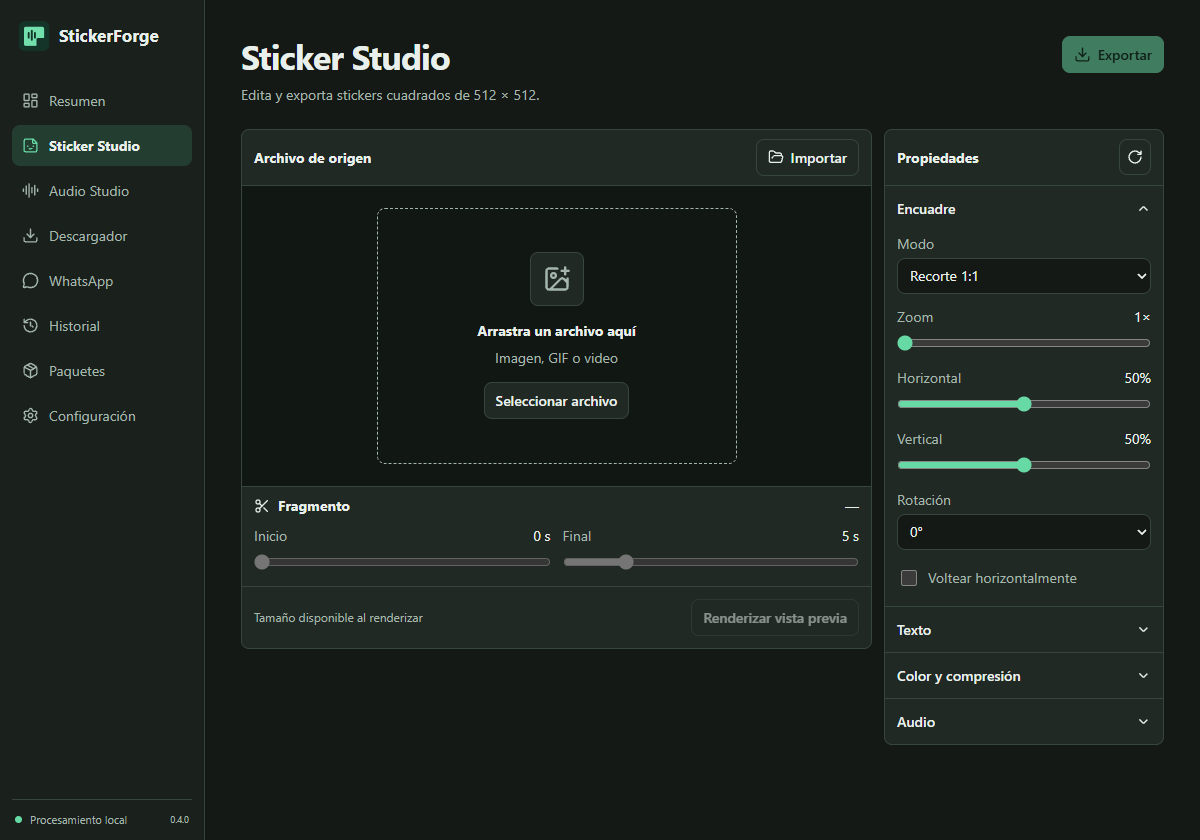 StickerForge
Resumen
Sticker Studio
Audio Studio
Descargador
WhatsApp
Historial
Paquetes
Configuración
Procesamiento local
0.4.0
Sticker Studio
Edita y exporta stickers cuadrados de 512 × 512.
Exportar
Archivo de origen
Importar
Arrastra un archivo aquí
Imagen, GIF o video
Seleccionar archivo
Fragmento
—
Inicio 0 s
Final 5 s
Tamaño disponible al renderizar
Renderizar vista previa
Propiedades
Encuadre
Modo
Recorte 1:1
Zoom 1×
Horizontal 50%
Vertical 50%
Rotación
0°
Voltear horizontalmente
Texto
Color y compresión
Audio